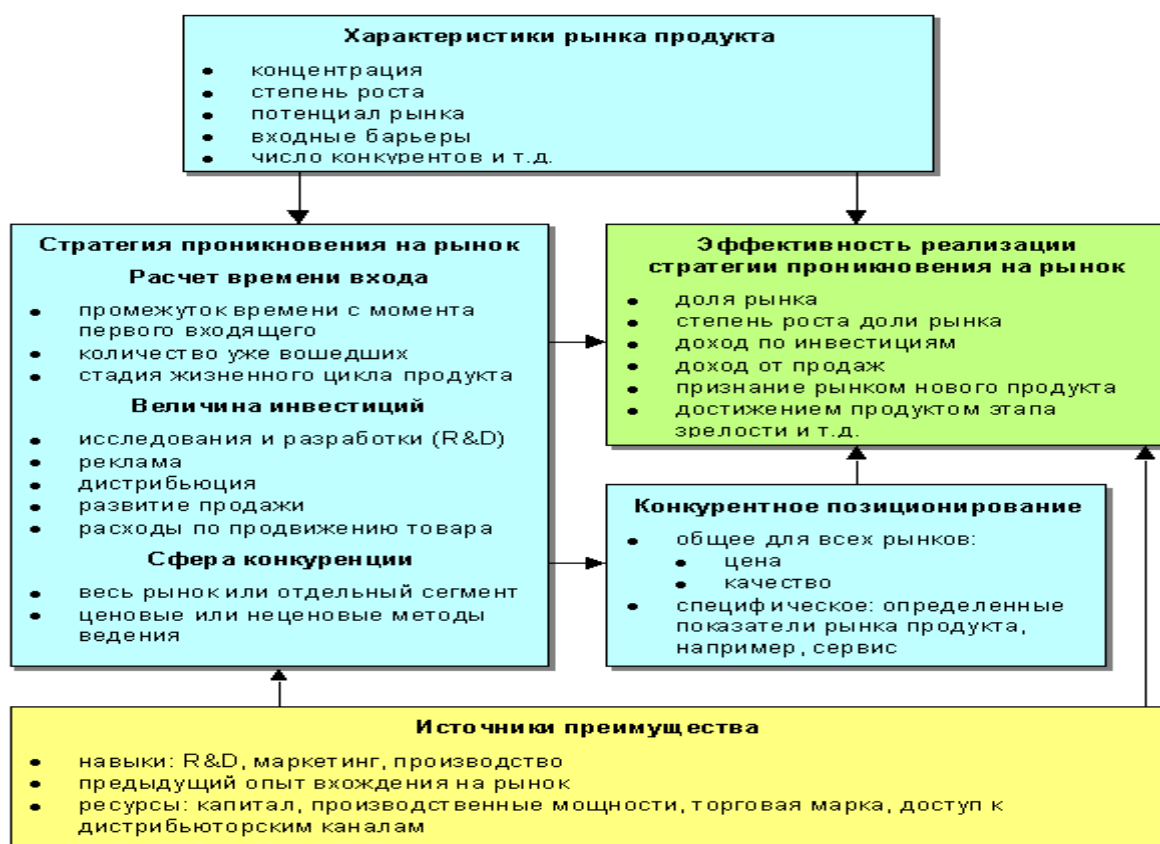 Характеристики рынка продукта
• концентрация
• степень роста
• потенциал рынка
• входные барьеры
• число конкурентов и т.д.
Стратегия проникновения на рынок
Расчет времени входа
• промежуток времени с момента
первого входящего
• количество уже вошедших
• стадия жизненного цикла продукта
Величина инвестиций
• исследования и разработки (R&D)
• реклама
• дистрибьюция
• развитие продажи
• расходы по продвижению товара
Сфера конкуренции
• весь рынок или отдельный сегмент
• ценовые или неценовые методы
ведения
Эффективность реализации
стратегии проникновения на рынок
• доля рынка
• степень роста доли рынка
• доход по инвестициям
• доход от продаж
• признание рынком нового продукта
• достижением продуктом этапа
зрелости и т.д.
Конкурентное позиционирование
• общее для всех рынков:
• цена
• качество
• специфическое: определенные
показатели рынка продукта,
например, сервис
Источники преимущества
• навыки: R&D, маркетинг, производство
• предыдущий опыт вхождения на рынок
• ресурсы: капитал, производственные мощности, торговая марка, доступ к
дистрибьюторским каналам